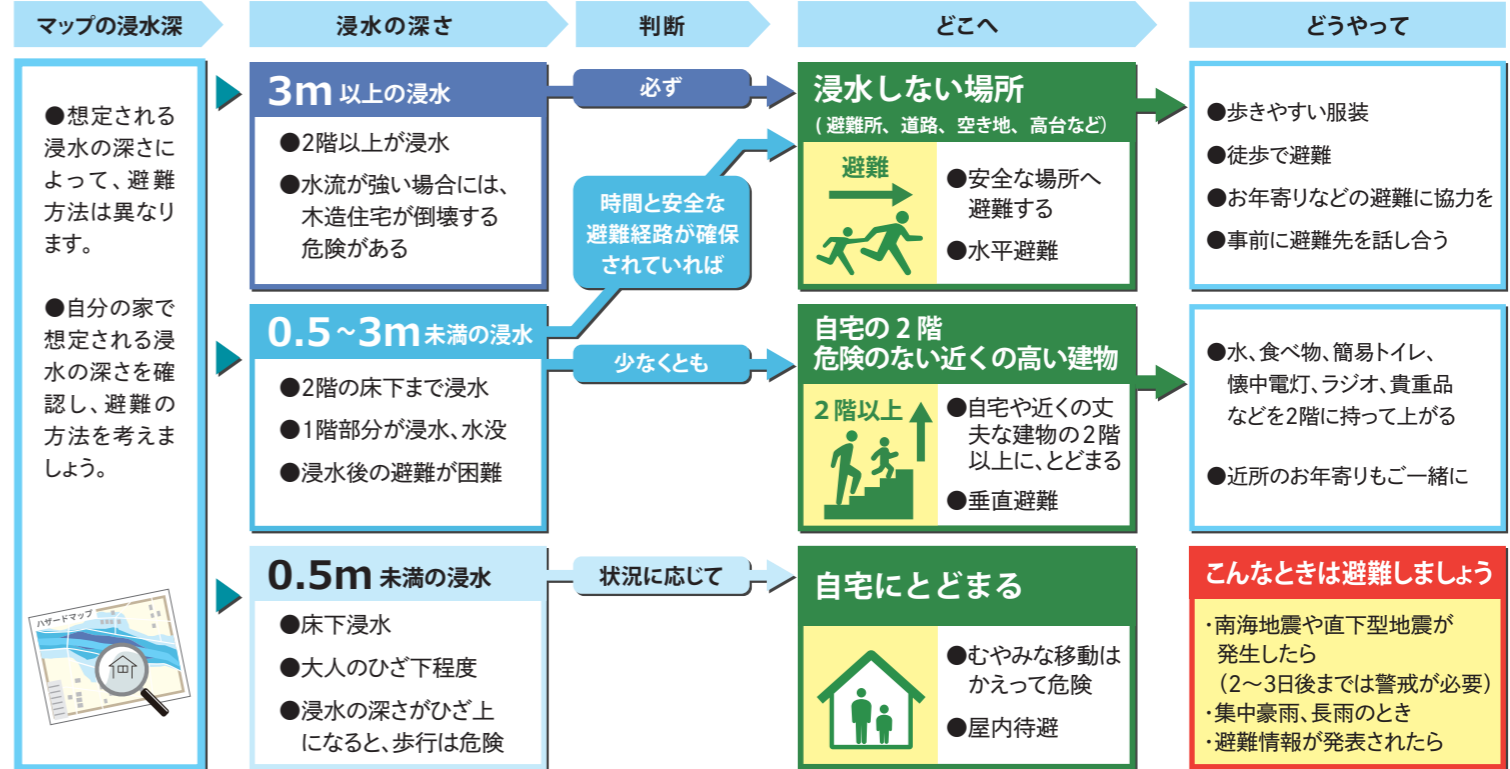 マップの浸水深
浸水の深さ
判断
どこへ
どうやって
●想定される
浸水の深さに
よって、避難
方法は異なり
ます。
●自分の家で
想定される浸
水の深さを確
認し、避難の
方法を考えま
しょう。
ハザードマップ
3m 以上の浸水
●2階以上が浸水
●水流が強い場合には、
木造住宅が倒壊する
危険がある
必ず
時間と安全な
避難経路が確保
されていれば
浸水しない場所
(避難所、道路、空き地、高台など)
避難
●安全な場所へ
避難する
●水平避難
●歩きやすい服装
●徒歩で避難
●お年寄りなどの避難に協力を
●事前に避難先を話し合う
0.5~3m未満の浸水
●2階の床下まで浸水
●1階部分が浸水、水没
●浸水後の避難が困難
少なくとも
自宅の2階
危険のない近くの高い建物
2階以上
●自宅や近くの丈
夫な建物の2階
以上に、とどまる
●垂直避難
●水、食べ物、簡易トイレ、
懐中電灯、ラジオ、貴重品
などを2階に持って上がる
●近所のお年寄りもご一緒に
0.5m 未満の浸水
●床下浸水
●大人のひざ下程度
●浸水の深さがひざ上
になると、歩行は危険
状況に応じて
自宅にとどまる
●むやみな移動は
かえって危険
●屋内待避
こんなときは避難しましょう
・南海地震や直下型地震が
発生したら
（2〜3日後までは警戒が必要）
・集中豪雨、長雨のとき
・避難情報が発表されたら